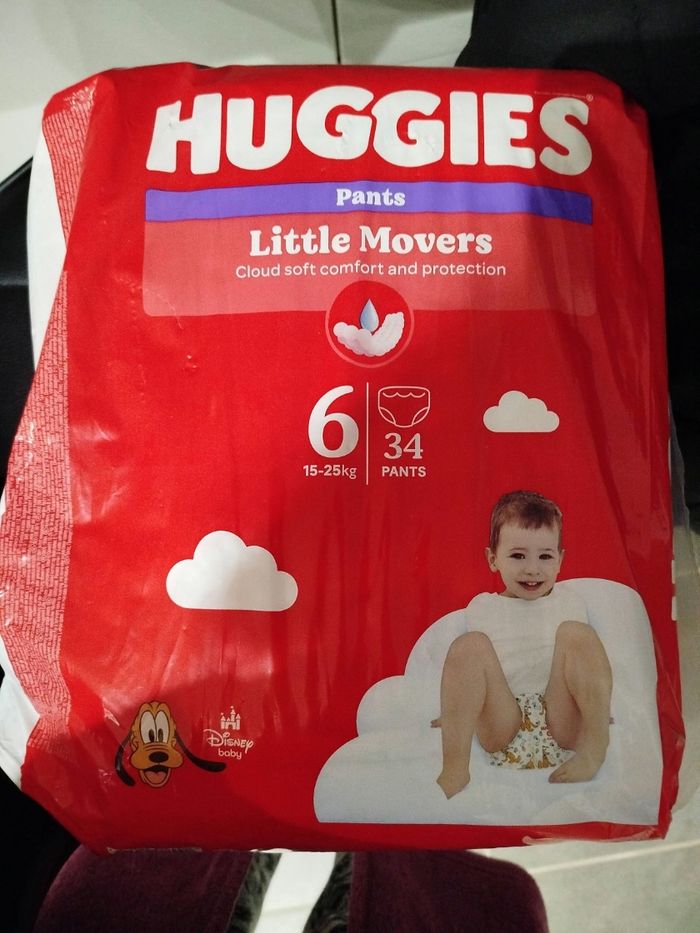 HUGGIES®
Pants
Little Movers
Cloud soft comfort and protection
6
15-25kg
34
PANTS
Disney
baby